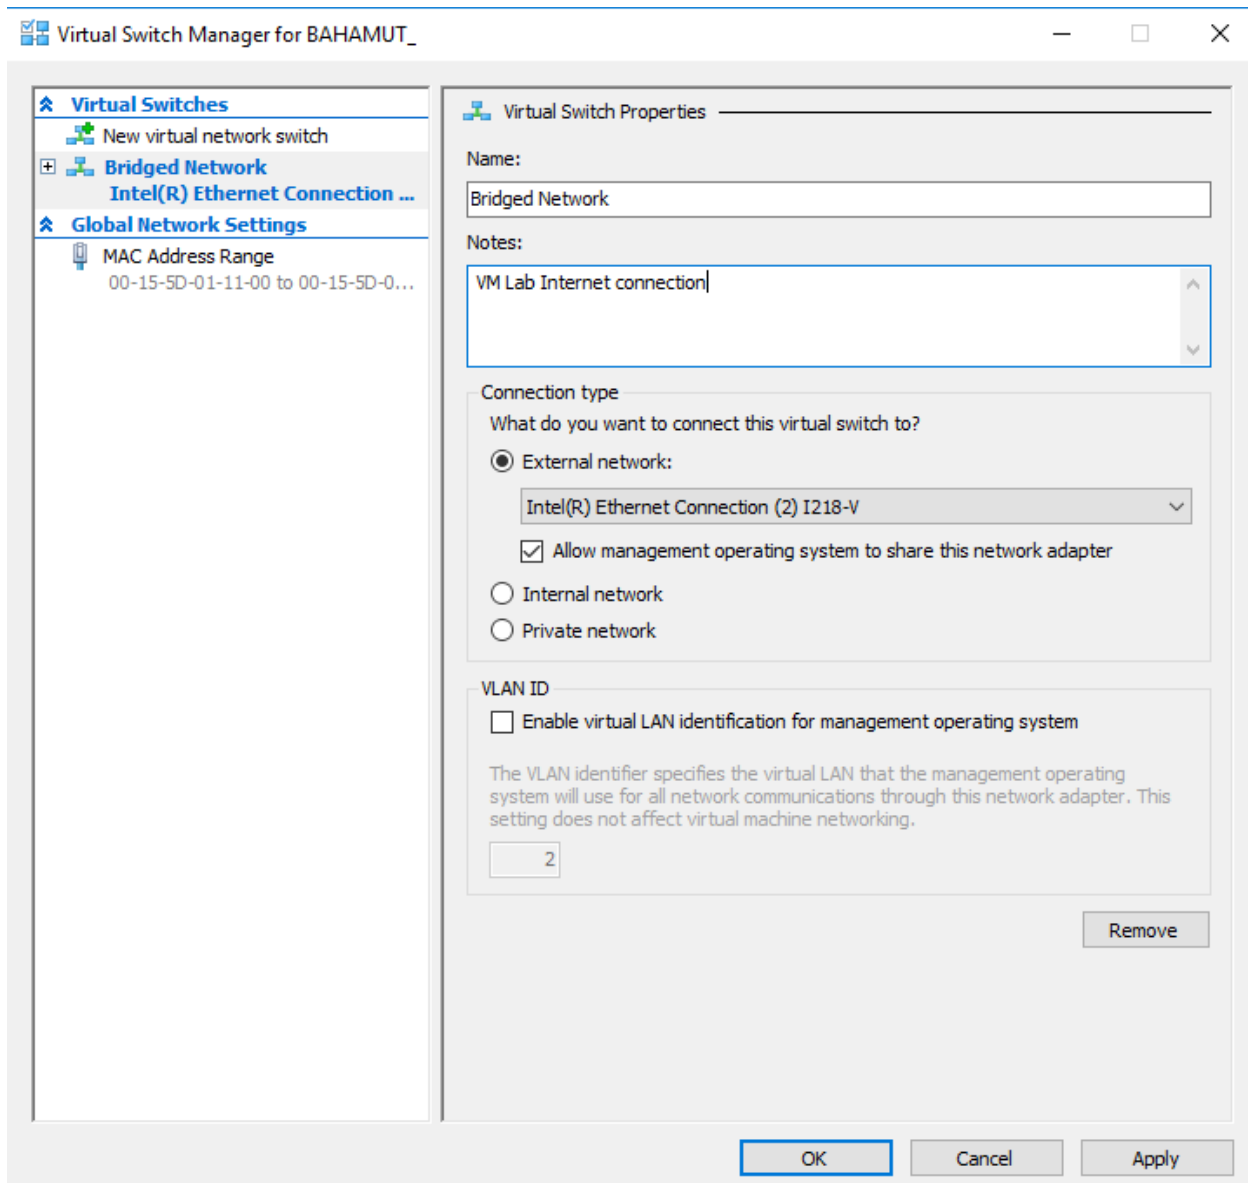 Virtual Switch Manager for BAHAMUT_
Virtual Switches
New virtual network switch
Bridged Network
Intel(R) Ethernet Connection ...
Global Network Settings
MAC Address Range
00-15-5D-01-11-00 to 00-15-5D-0...
Virtual Switch Properties
Name:
Bridged Network
Notes:
VM Lab Internet connection
Connection type
What do you want to connect this virtual switch to?
External network:
Intel(R) Ethernet Connection (2) I218-V
Allow management operating system to share this network adapter
Internal network
Private network
VLAN ID
Enable virtual LAN identification for management operating system
The VLAN identifier specifies the virtual LAN that the management operating
system will use for all network communications through this network adapter. This
setting does not affect virtual machine networking.
2
Remove
OK
Cancel
Apply